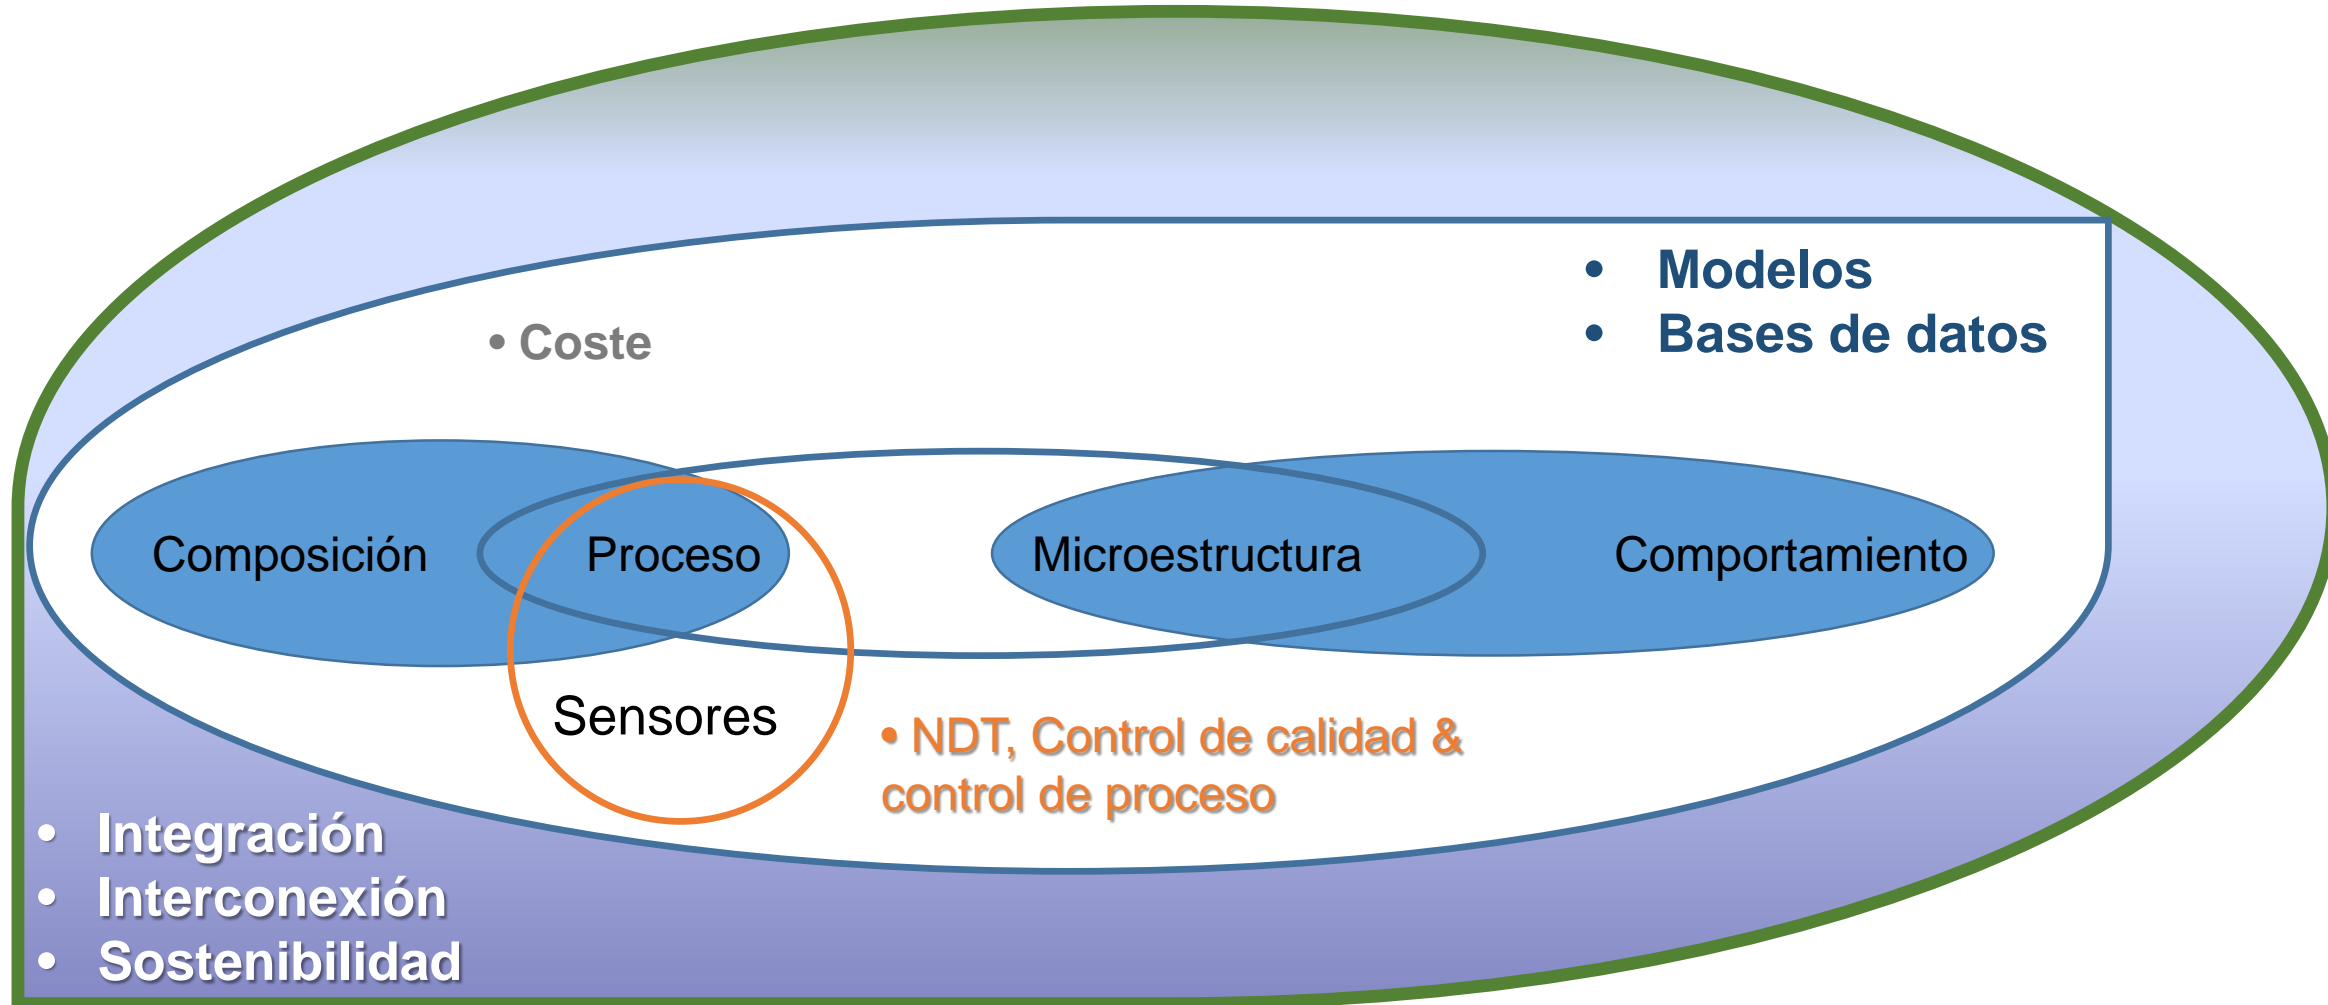 • Modelos
• Bases de datos
• Coste
Composición
Proceso
Microestructura
Comportamiento
Sensores
• NDT, Control de calidad &
control de proceso
• Integración
• Interconexión
• Sostenibilidad